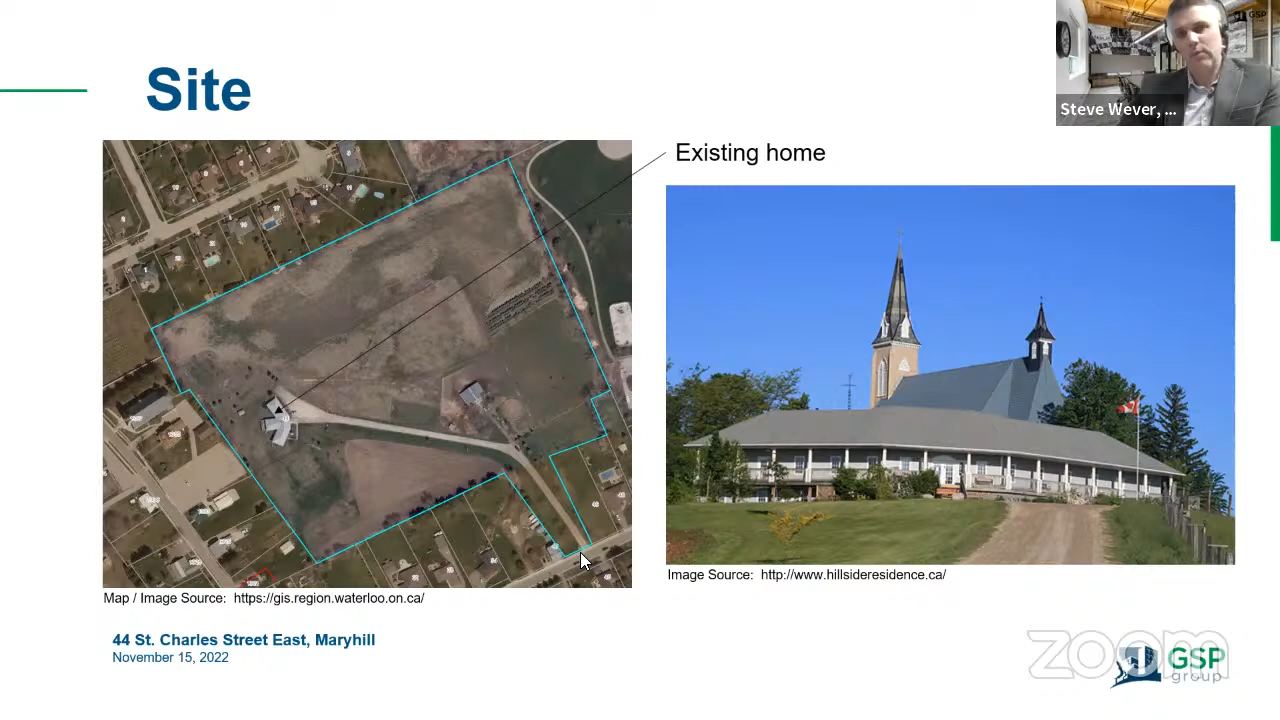 Site
Steve Wever, ...
Existing home
Image Source: http://www.hillsideresidence.ca/
Map / Image Source: https://gis.region.waterloo.on.ca/
44 St. Charles Street East, Maryhill
November 15, 2022
zoom
GSP
group